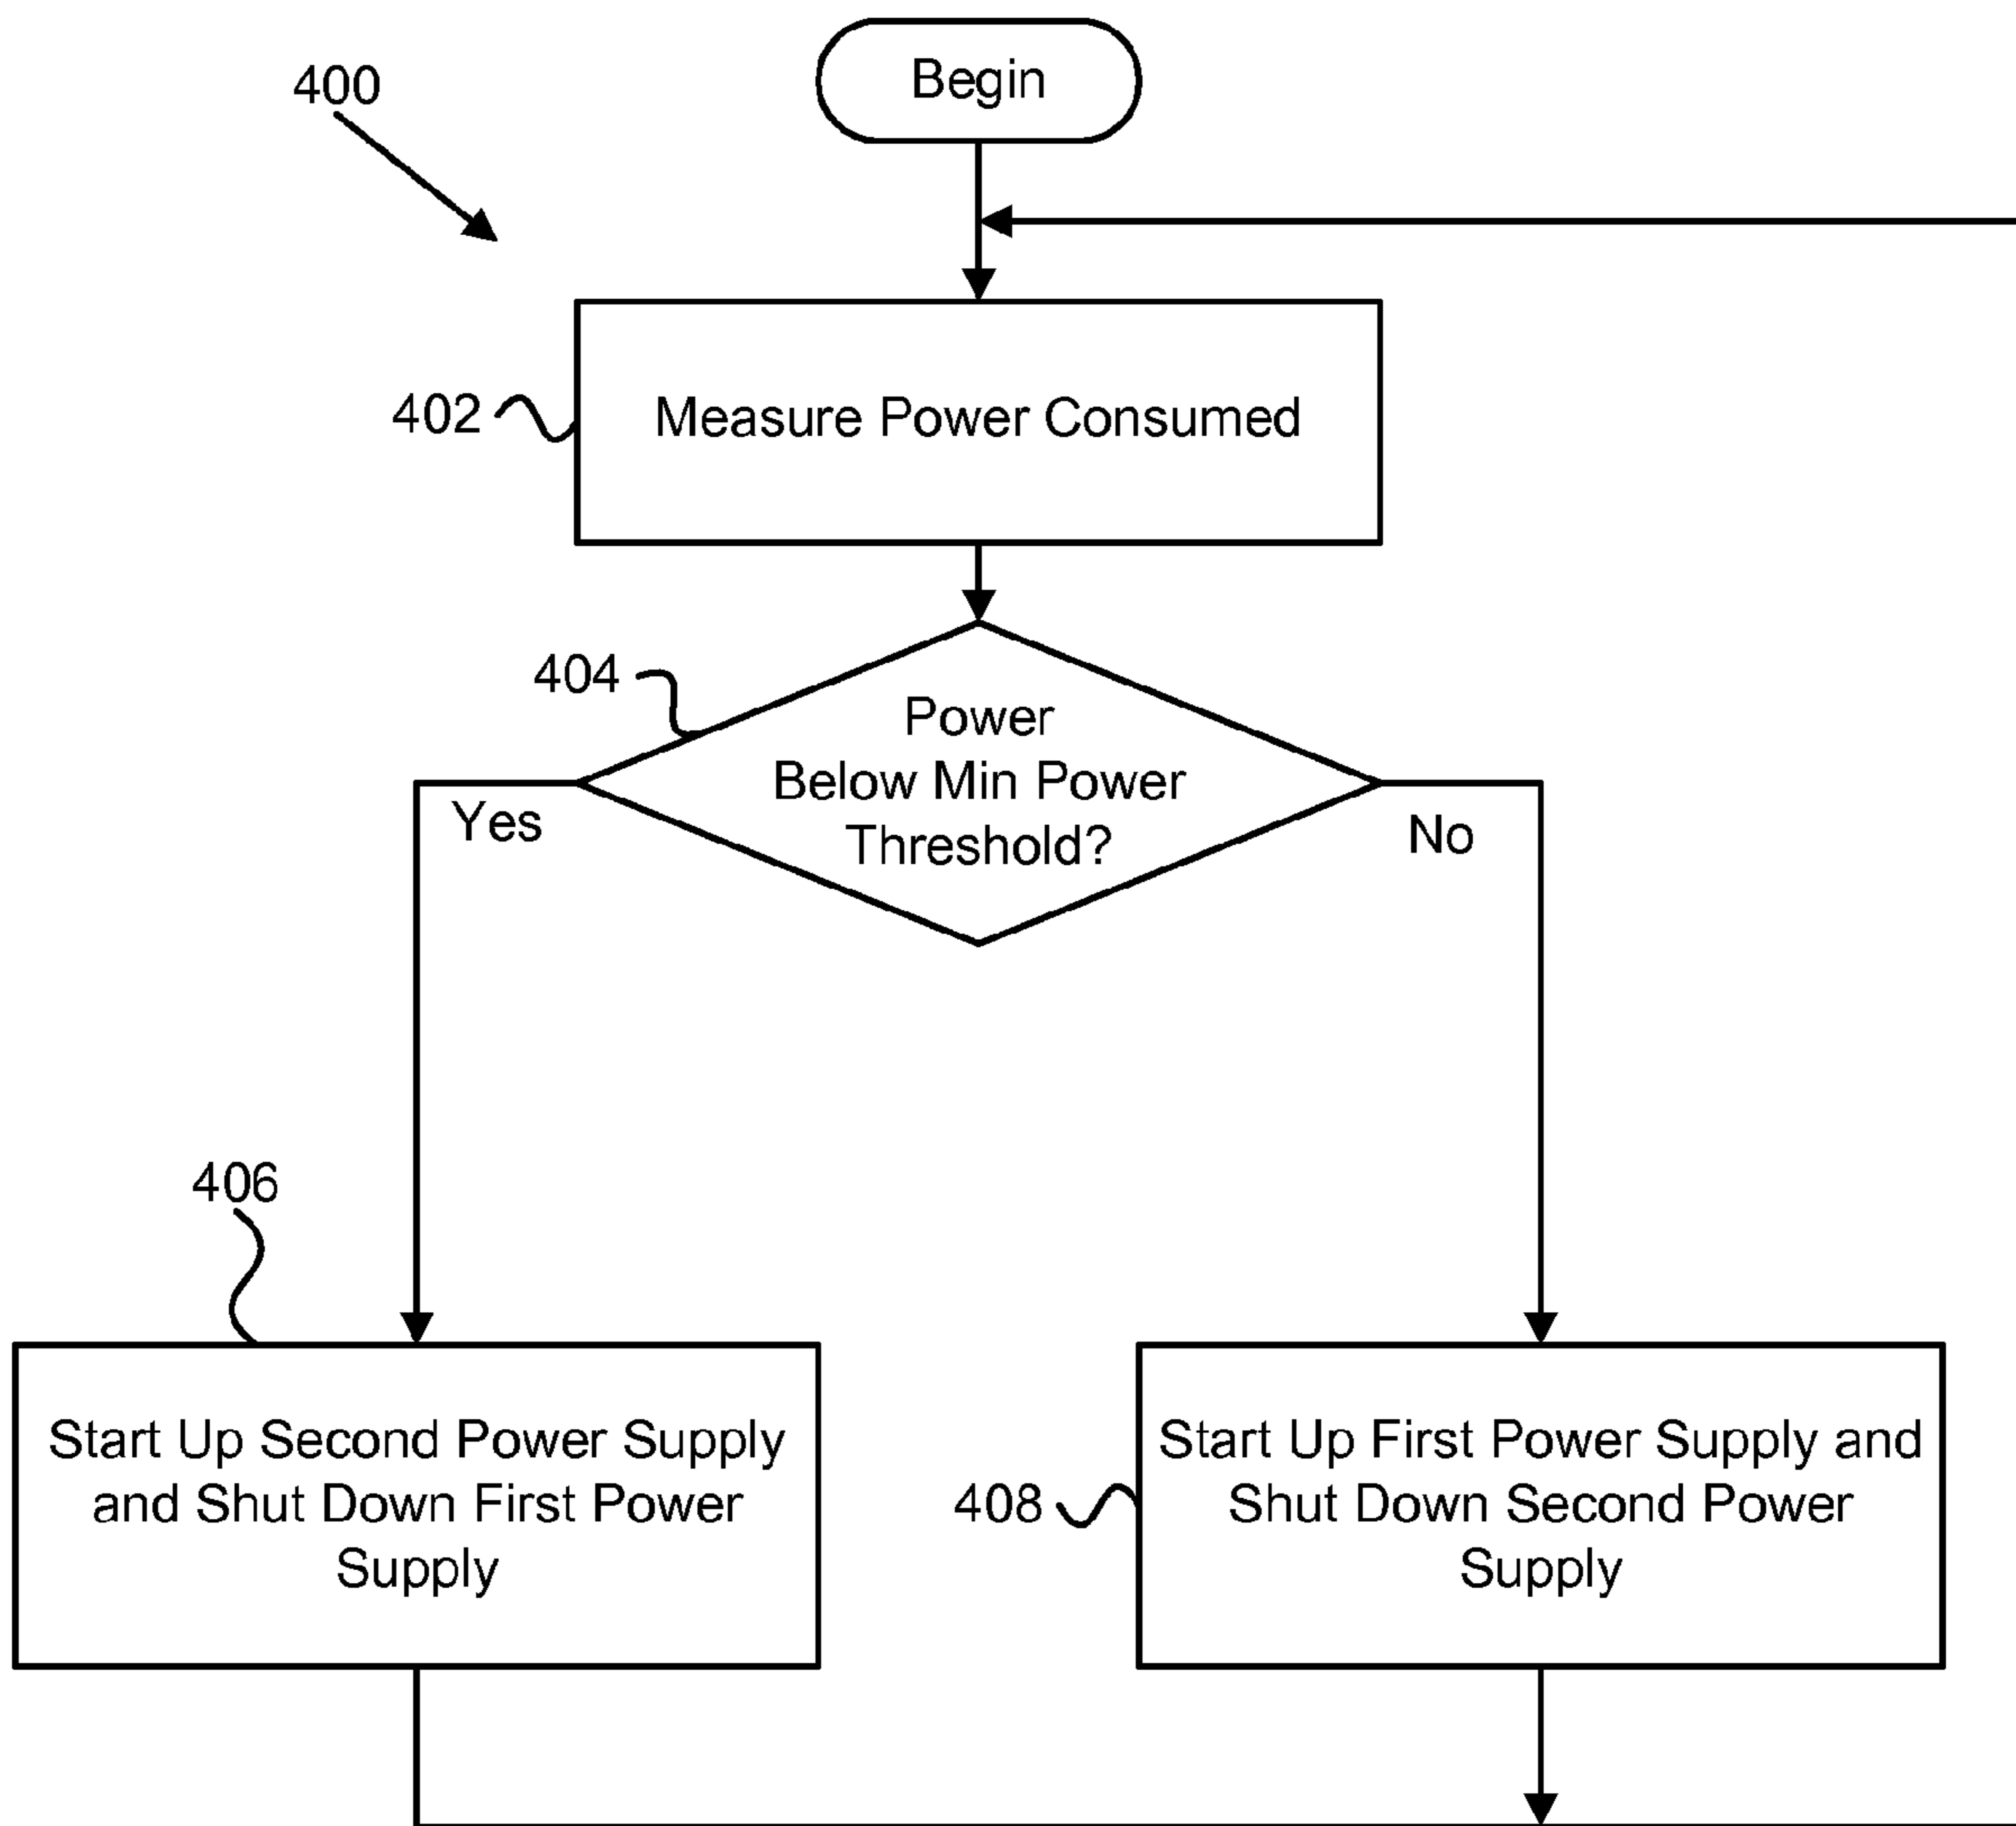 Begin
400
402
Measure Power Consumed
404
Power
Below Min Power
Threshold?
Yes
No
406
Start Up Second Power Supply
and Shut Down First Power
Supply
408
Start Up First Power Supply and
Shut Down Second Power
Supply